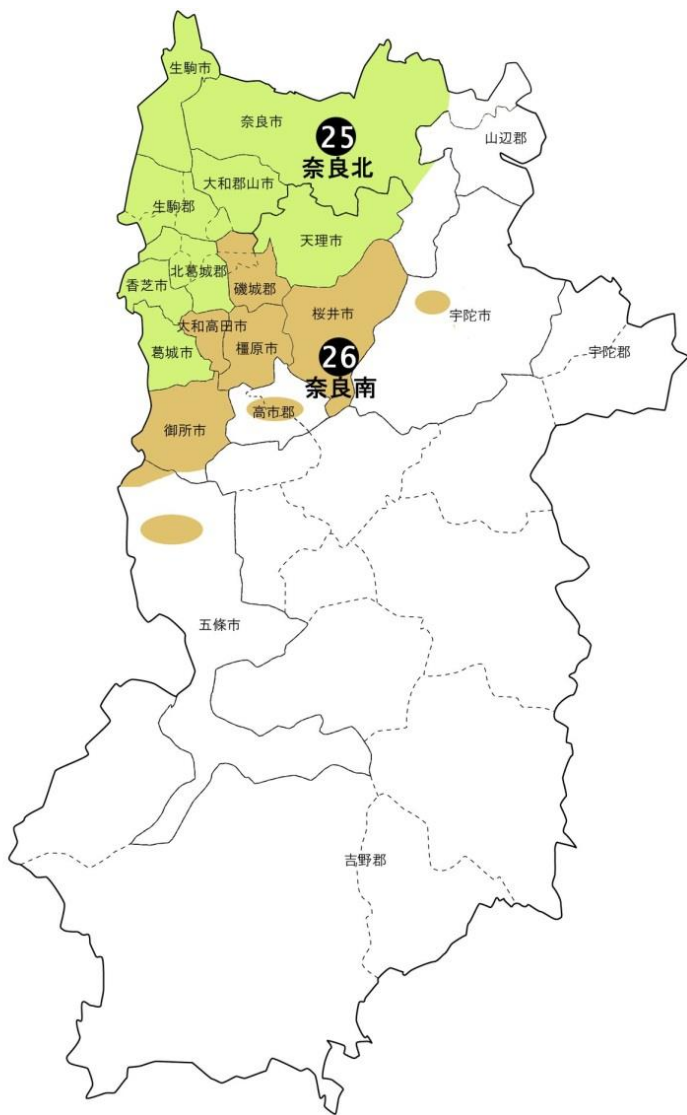 生駒市
奈良市
25
奈良北
山辺郡
大和郡山市
生駒郡
天理市
北葛城郡
香芝市
磯城郡
桜井市
宇陀市
大和高田市
橿原市
葛城市
26
奈良南
宇陀郡
高市郡
御所市
五條市
吉野郡